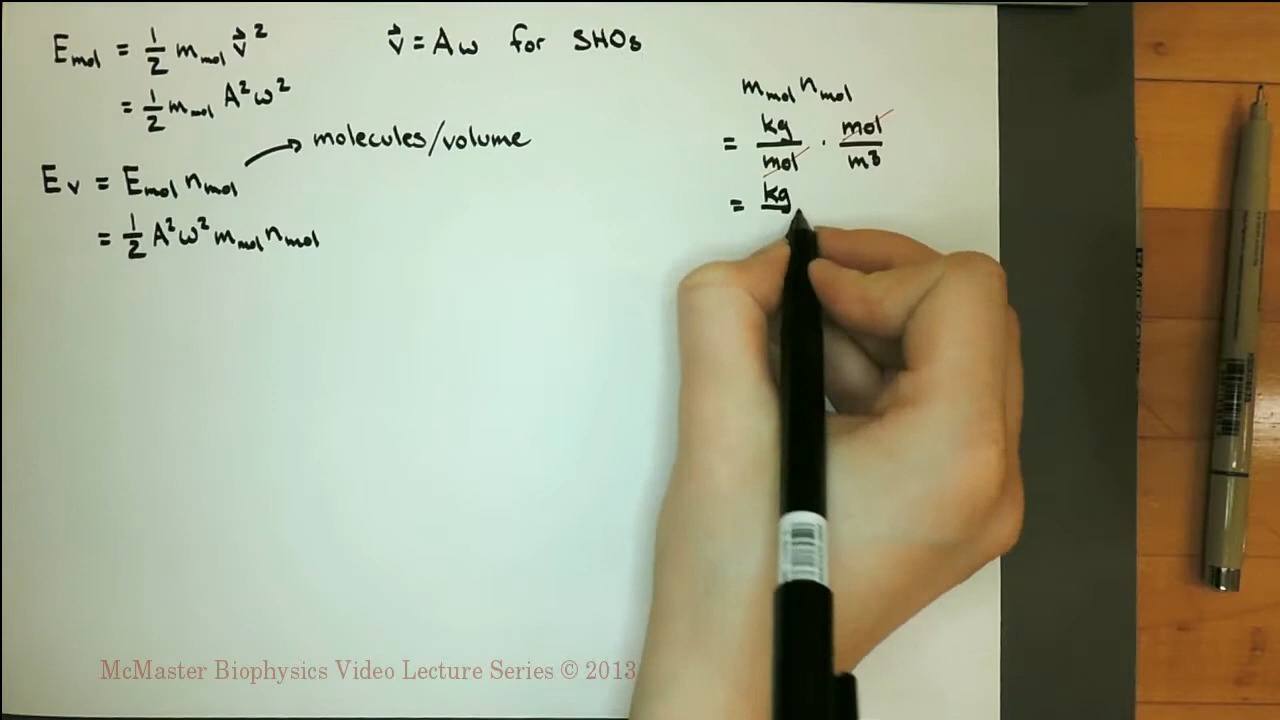 E_mol = 1/2 m_mol v⃗²
= 1/2 m_mol A²ω²
v⃗ = Aω for SHOs
molecules/volume
E_v = E_mol n_mol
= 1/2 A²ω² m_mol n_mol
m_mol n_mol
= kg/mol · mol/m³
= kg
McMaster Biophysics Video Lecture Series © 2013